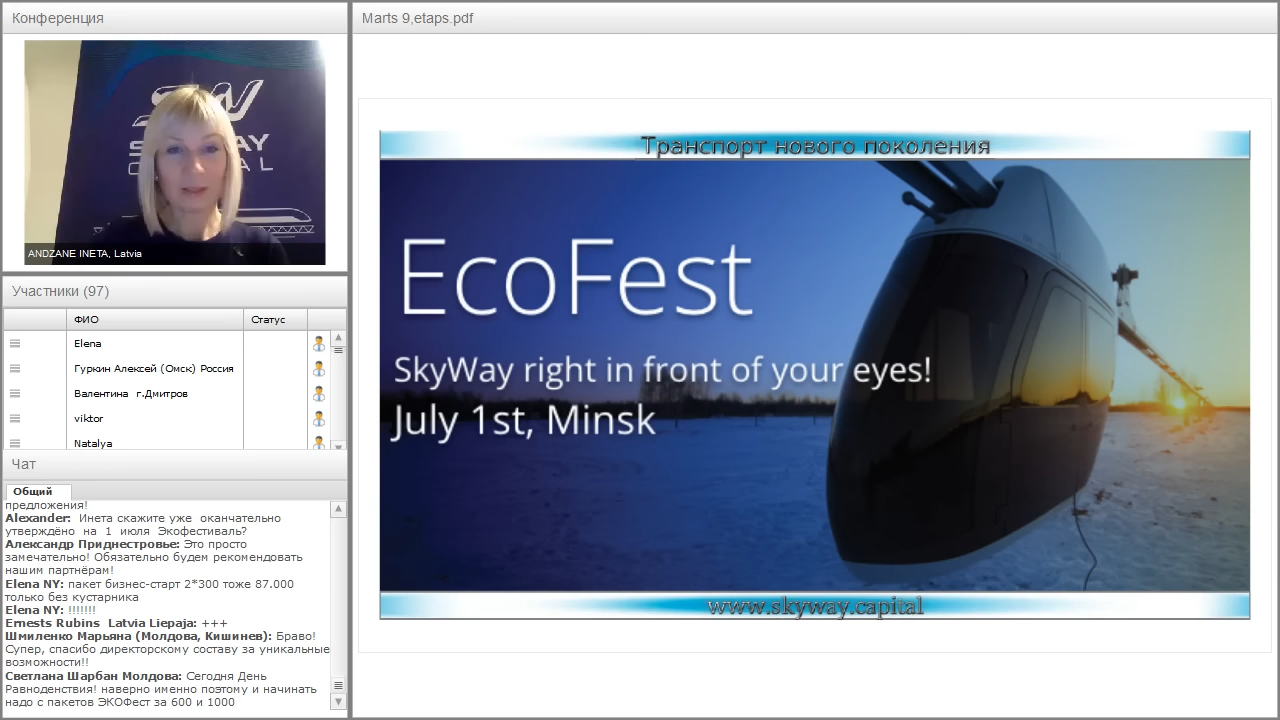 Конференция
SW
ANDZANE INETA, Latvia
Участники (97)
ФИО
Статус
Elena
Гуркин Алексей (Омск) Россия
Валентина г.Дмитров
viktor
Natalya
Чат
Общий
предложения!
Alexander: Инета скажите уже оканчательно
утверждёно на 1 июля Экофестиваль?
Александр Приднестровье: Это просто
замечательно! Обязательно будем рекомендовать
нашим партнёрам!
Elena NY: пакет бизнес-старт 2*300 тоже 87.000
только без кустарника
Elena NY: !!!!!!!
Ernests Rubins Latvia Liepaja: +++
Шмиленко Марьяна (Молдова, Кишинев): Браво!
Супер, спасибо директорскому составу за уникальные
возможности!!
Светлана Шарбан Молдова: Сегодня День
Равноденствия! наверно именно поэтому и начинать
надо с пакетов ЭКОФест за 600 и 1000
Marts 9,etaps.pdf
Транспорт нового поколения
EcoFest
SkyWay right in front of your eyes!
July 1st, Minsk
www.skyway.capital